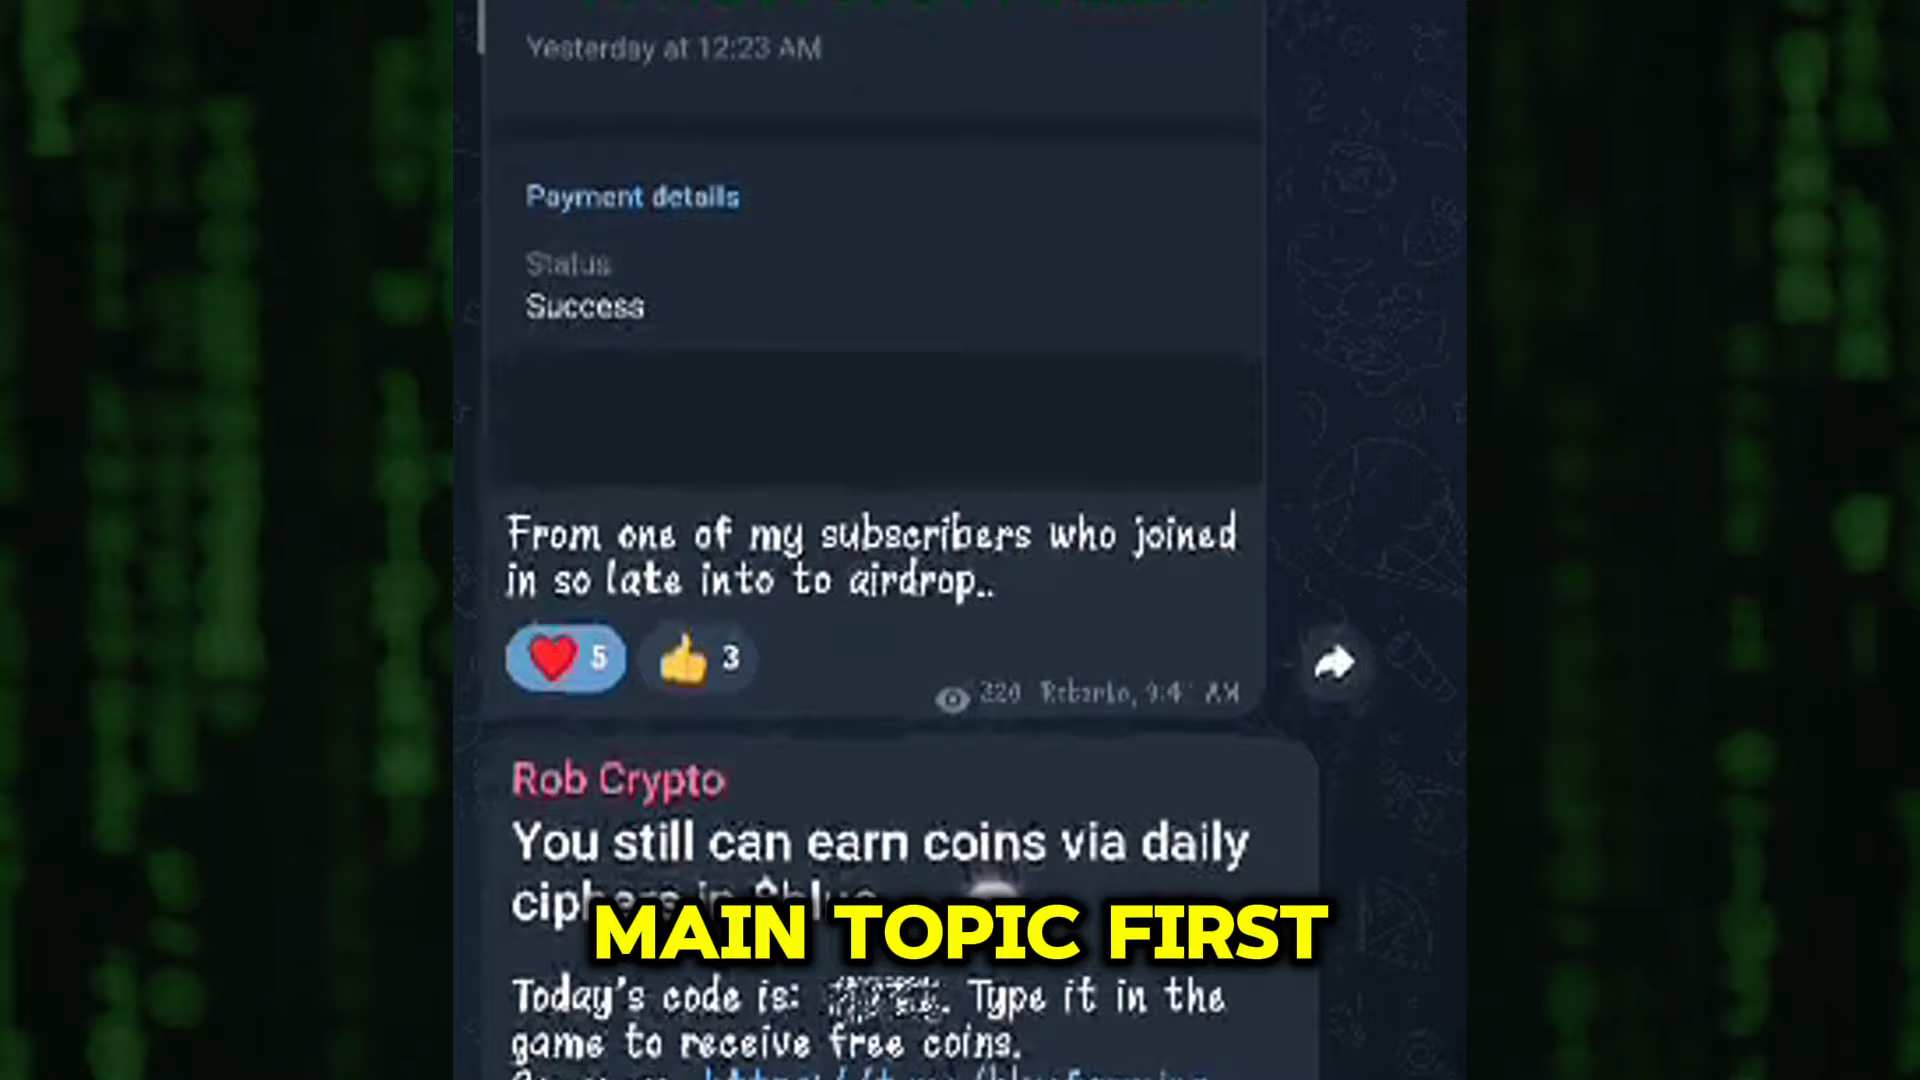 Yesterday at 12:23 AM
Payment details
Status
Success
From one of my subscribers who joined
in so late into to airdrop..
❤️ 5 👍 3
Rob Crypto
You still can earn coins via daily
MAIN TOPIC FIRST
Today's code is: . Type it in the
game to receive free coins.